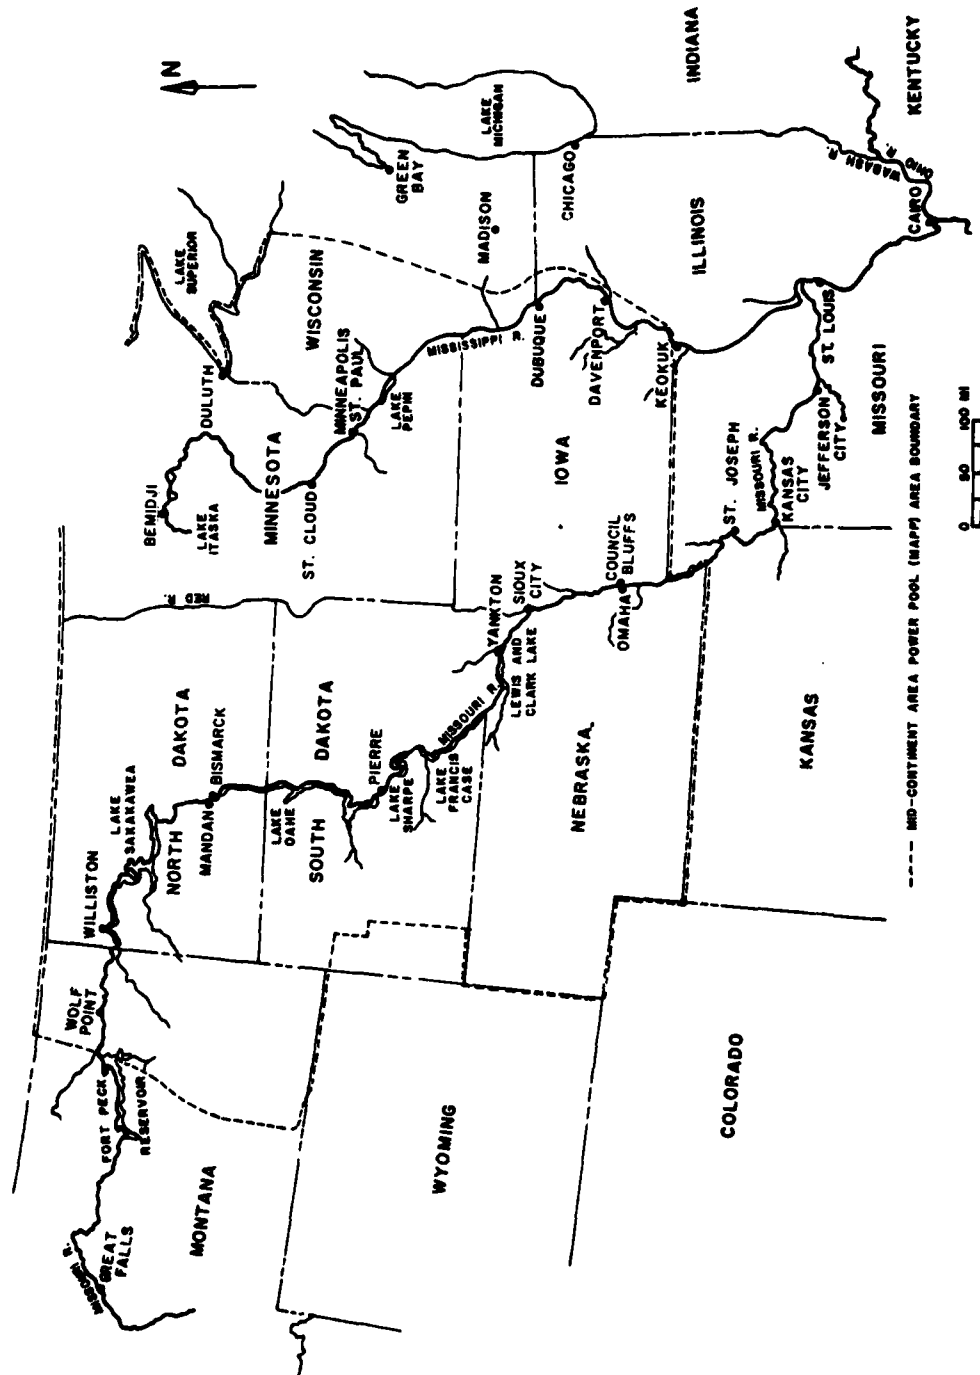 N
MISSOURI R.
GREAT
FALLS
FORT PECK
RESERVOIR
WOLF
POINT
WILLISTON
LAKE
SAKAKAWEA
NORTH
DAKOTA
MANDAN
BISMARCK
RED R.
MONTANA
LAKE
OAHE
SOUTH
DAKOTA
PIERRE
LAKE
SHARPE
LAKE
FRANCIS
CASE
MISSOURI R.
YANKTON
LEWIS AND
CLARK LAKE
SIOUX
CITY
WYOMING
NEBRASKA
OMAHA
COUNCIL
BLUFFS
COLORADO
KANSAS
BEMIDJI
LAKE
ITASKA
DULUTH
MINNESOTA
ST. CLOUD
MINNEAPOLIS
ST. PAUL
LAKE
PEPIN
LAKE
SUPERIOR
WISCONSIN
MISSISSIPPI R.
GREEN
BAY
MADISON
LAKE
MICHIGAN
DUBUQUE
CHICAGO
DAVENPORT
IOWA
KEOKUK
ILLINOIS
INDIANA
ST. JOSEPH
MISSOURI R.
KANSAS
CITY
JEFFERSON
CITY
ST. LOUIS
MISSOURI
WABASH R.
OHIO R.
CAIRO
KENTUCKY
---- MID-CONTINENT AREA POWER POOL (MAPP) AREA BOUNDARY
0 50 100 MI